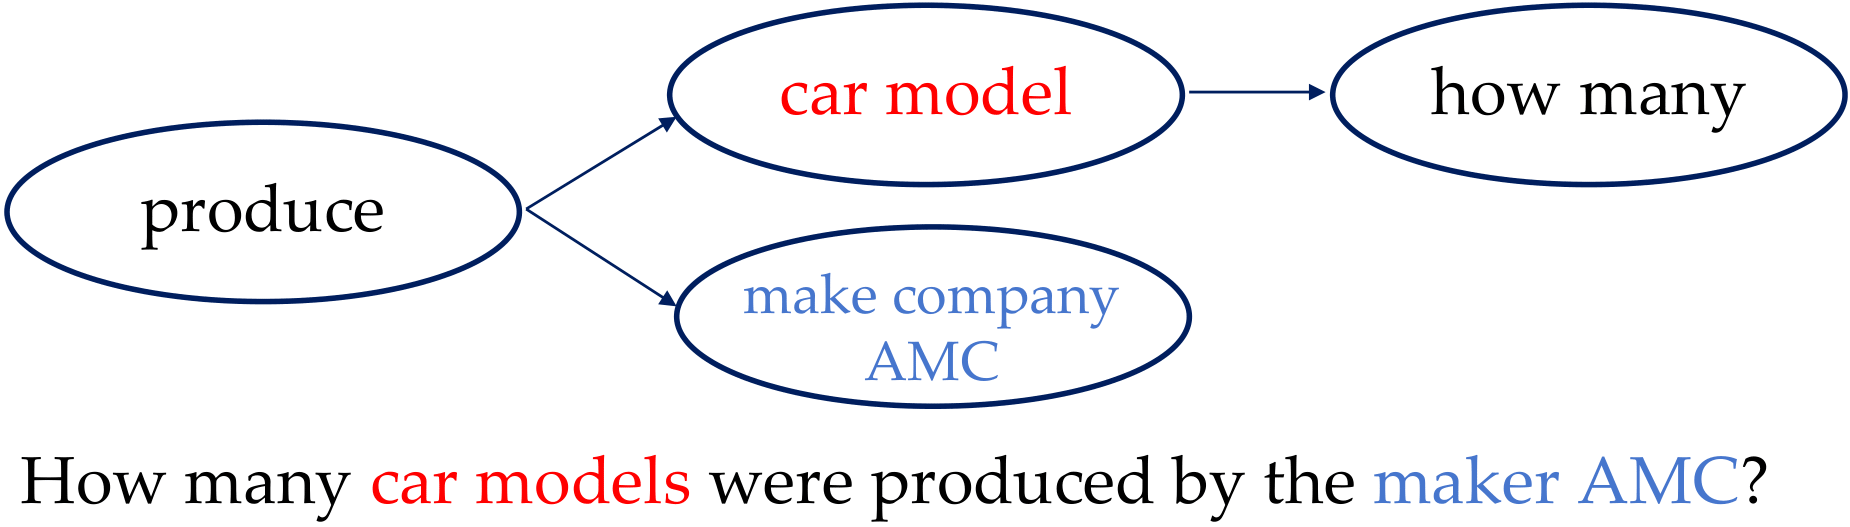 car model
how many
produce
make company
AMC
How many car models were produced by the maker AMC?